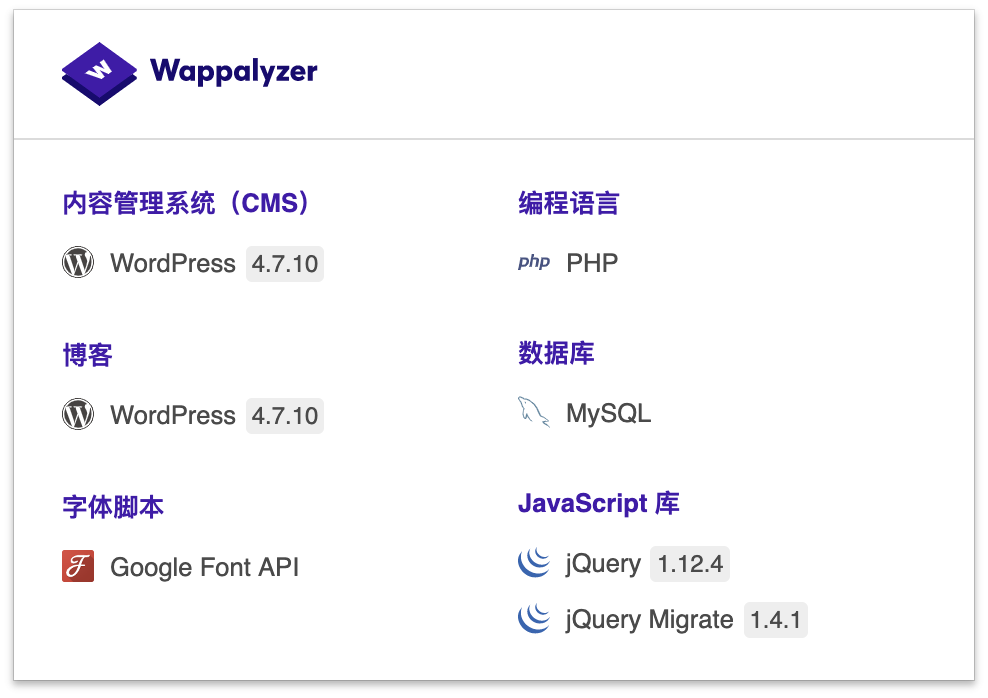 Wappalyzer
内容管理系统（CMS）
WordPress 4.7.10
博客
WordPress 4.7.10
字体脚本
Google Font API
编程语言
php PHP
数据库
MySQL
JavaScript 库
jQuery 1.12.4
jQuery Migrate 1.4.1